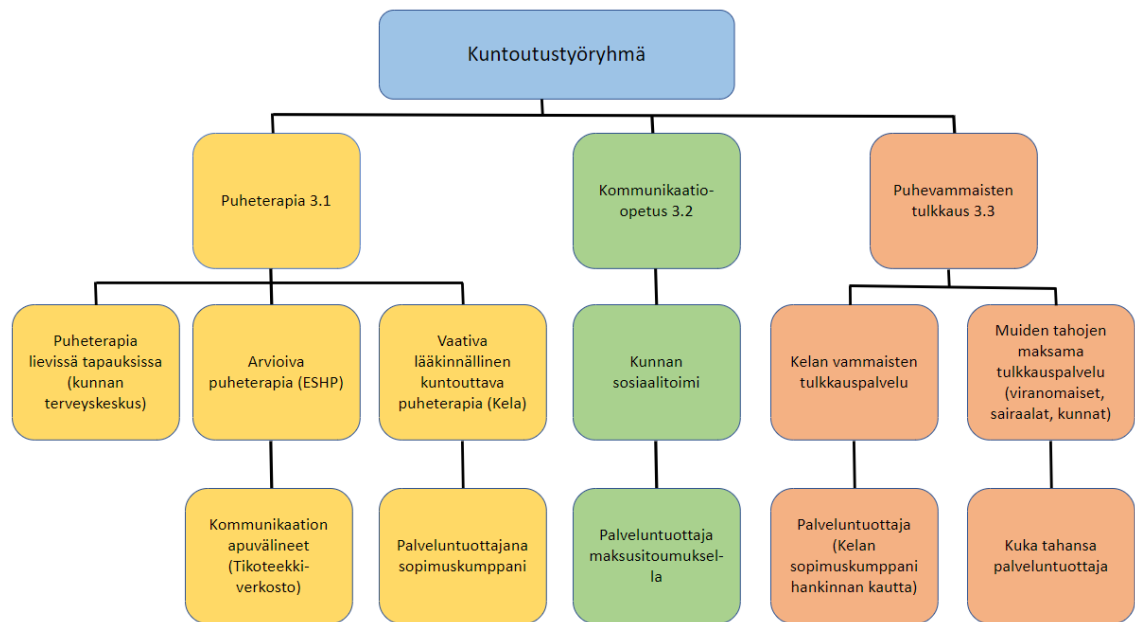 Kuntoutustyöryhmä
Puheterapia 3.1
Kommunikaatio-
opetus 3.2
Puhevammaisten
tulkkaus 3.3
Puheterapia
lievissä tapauksissa
(kunnan
terveyskeskus)
Arvioiva
puheterapia (ESHP)
Vaativa
lääkinnällinen
kuntouttava
puheterapia (Kela)
Kunnan
sosiaalitoimi
Kelan vammaisten
tulkkauspalvelu
Muiden tahojen
maksama
tulkkauspalvelu
(viranomaiset,
sairaalat, kunnat)
Kommunikaation
apuvälineet
(Tikoteekki-
verkosto)
Palveluntuottajana
sopimuskumppani
Palveluntuottaja
maksusitoumuksel-
la
Palveluntuottaja
(Kelan
sopimuskumppani
hankinnan kautta)
Kuka tahansa
palveluntuottaja